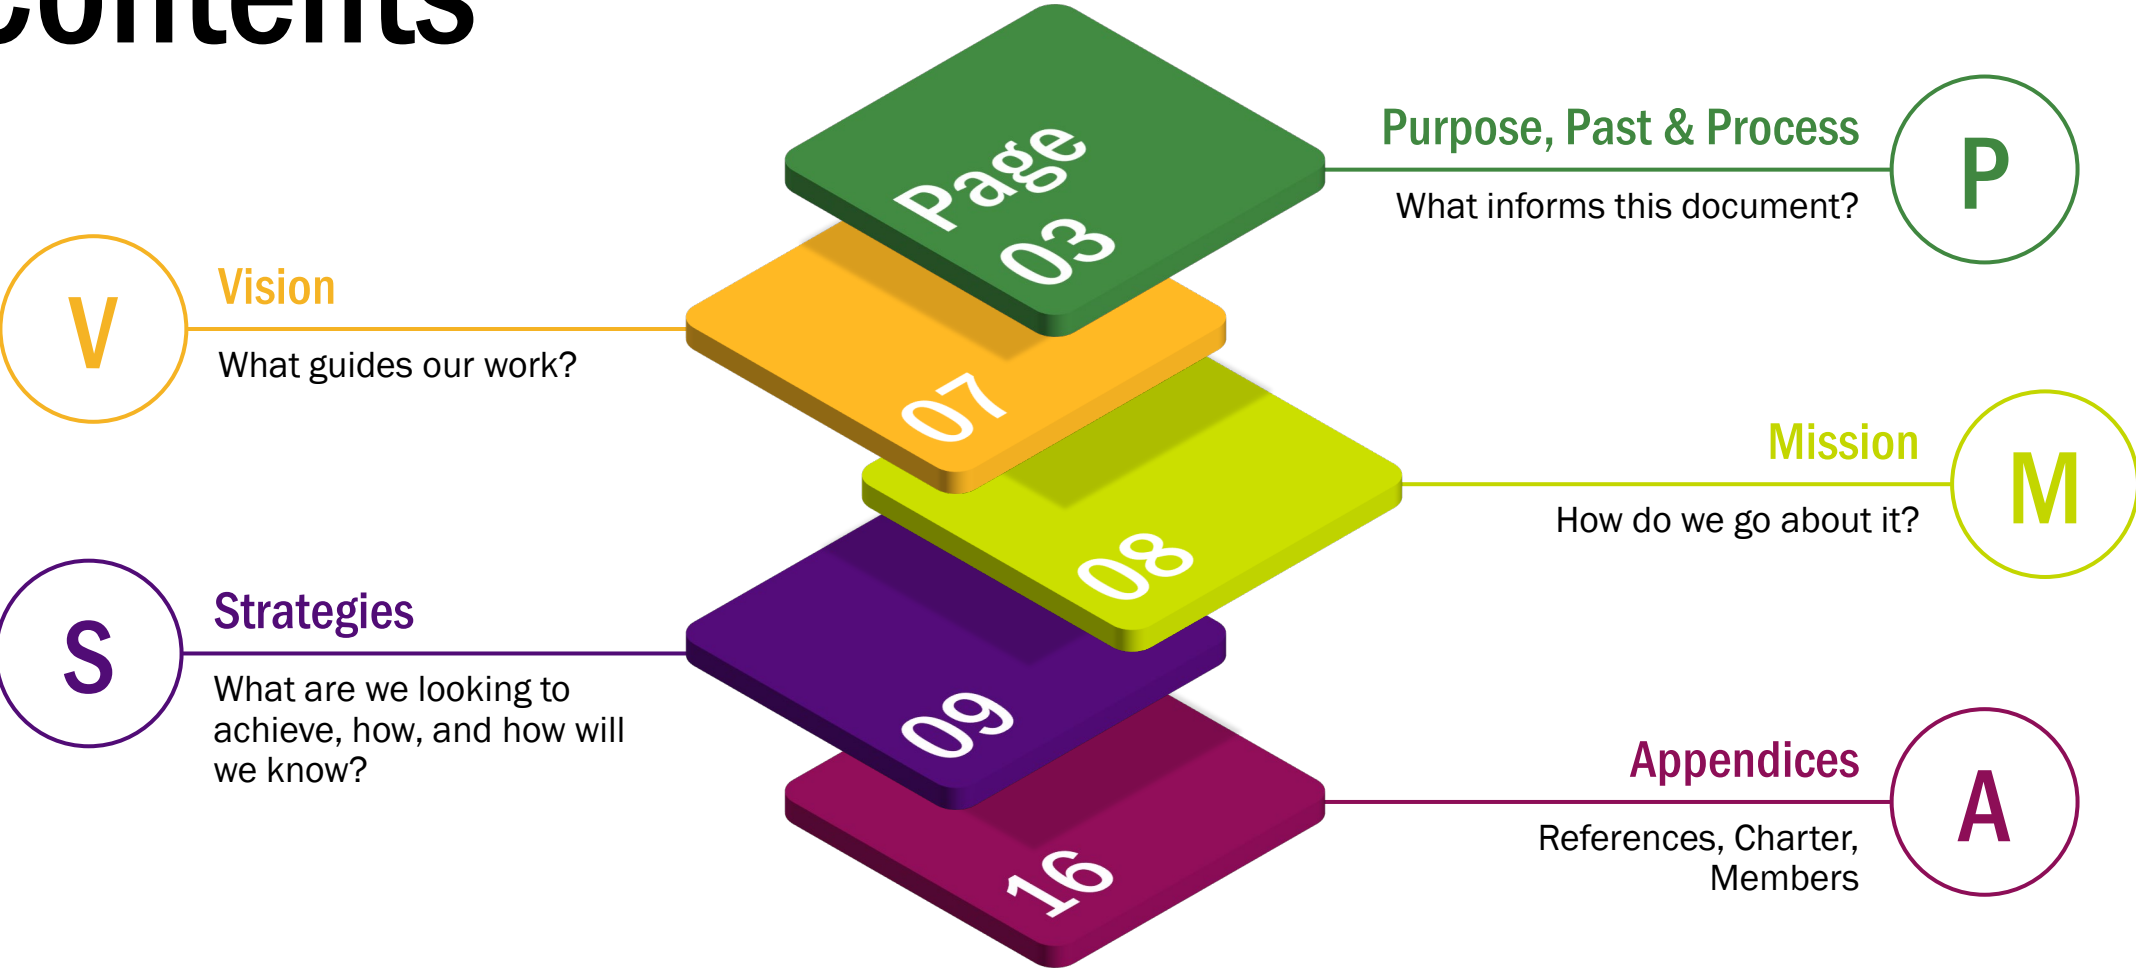 Contents
Page
03
Purpose, Past & Process
What informs this document?
P
V
Vision
What guides our work?
07
Mission
How do we go about it?
M
08
S
Strategies
What are we looking to
achieve, how, and how will
we know?
09
Appendices
References, Charter,
Members
A
16